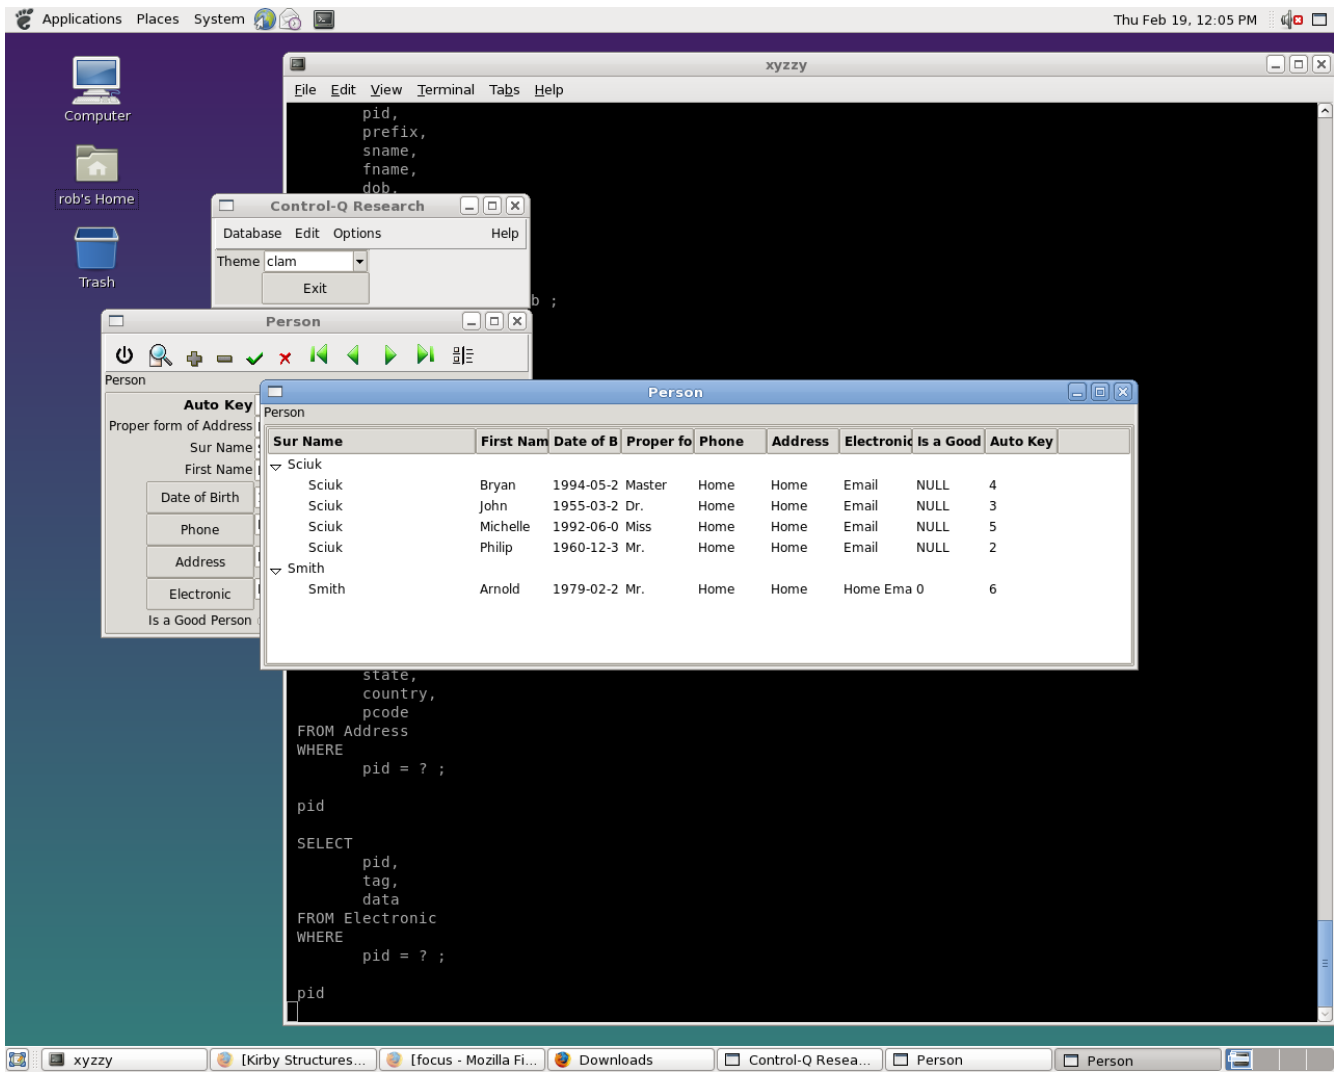 Applications Places System Thu Feb 19, 12:05 PM
Computer
rob's Home
Trash
xyzzy
File Edit View Terminal Tabs Help
pid,
prefix,
sname,
fname,
dob,
b ;
Control-Q Research
Database Edit Options Help
Theme clam
Exit
Person
Person
Auto Key
Proper form of Address
Sur Name
First Name
Date of Birth
Phone
Address
Electronic
Is a Good Person
Person
Person
Sur Name First Nam Date of B Proper fo Phone Address Electronic Is a Good Auto Key
Sciuk
Sciuk Bryan 1994-05-2 Master Home Home Email NULL 4
Sciuk John 1955-03-2 Dr. Home Home Email NULL 3
Sciuk Michelle 1992-06-0 Miss Home Home Email NULL 5
Sciuk Philip 1960-12-3 Mr. Home Home Email NULL 2
Smith
Smith Arnold 1979-02-2 Mr. Home Home Home Ema 0 6
state,
country,
pcode
FROM Address
WHERE
pid = ? ;
pid
SELECT
pid,
tag,
data
FROM Electronic
WHERE
pid = ? ;
pid
xyzzy [Kirby Structures... [focus - Mozilla Fi... Downloads Control-Q Resea... Person Person